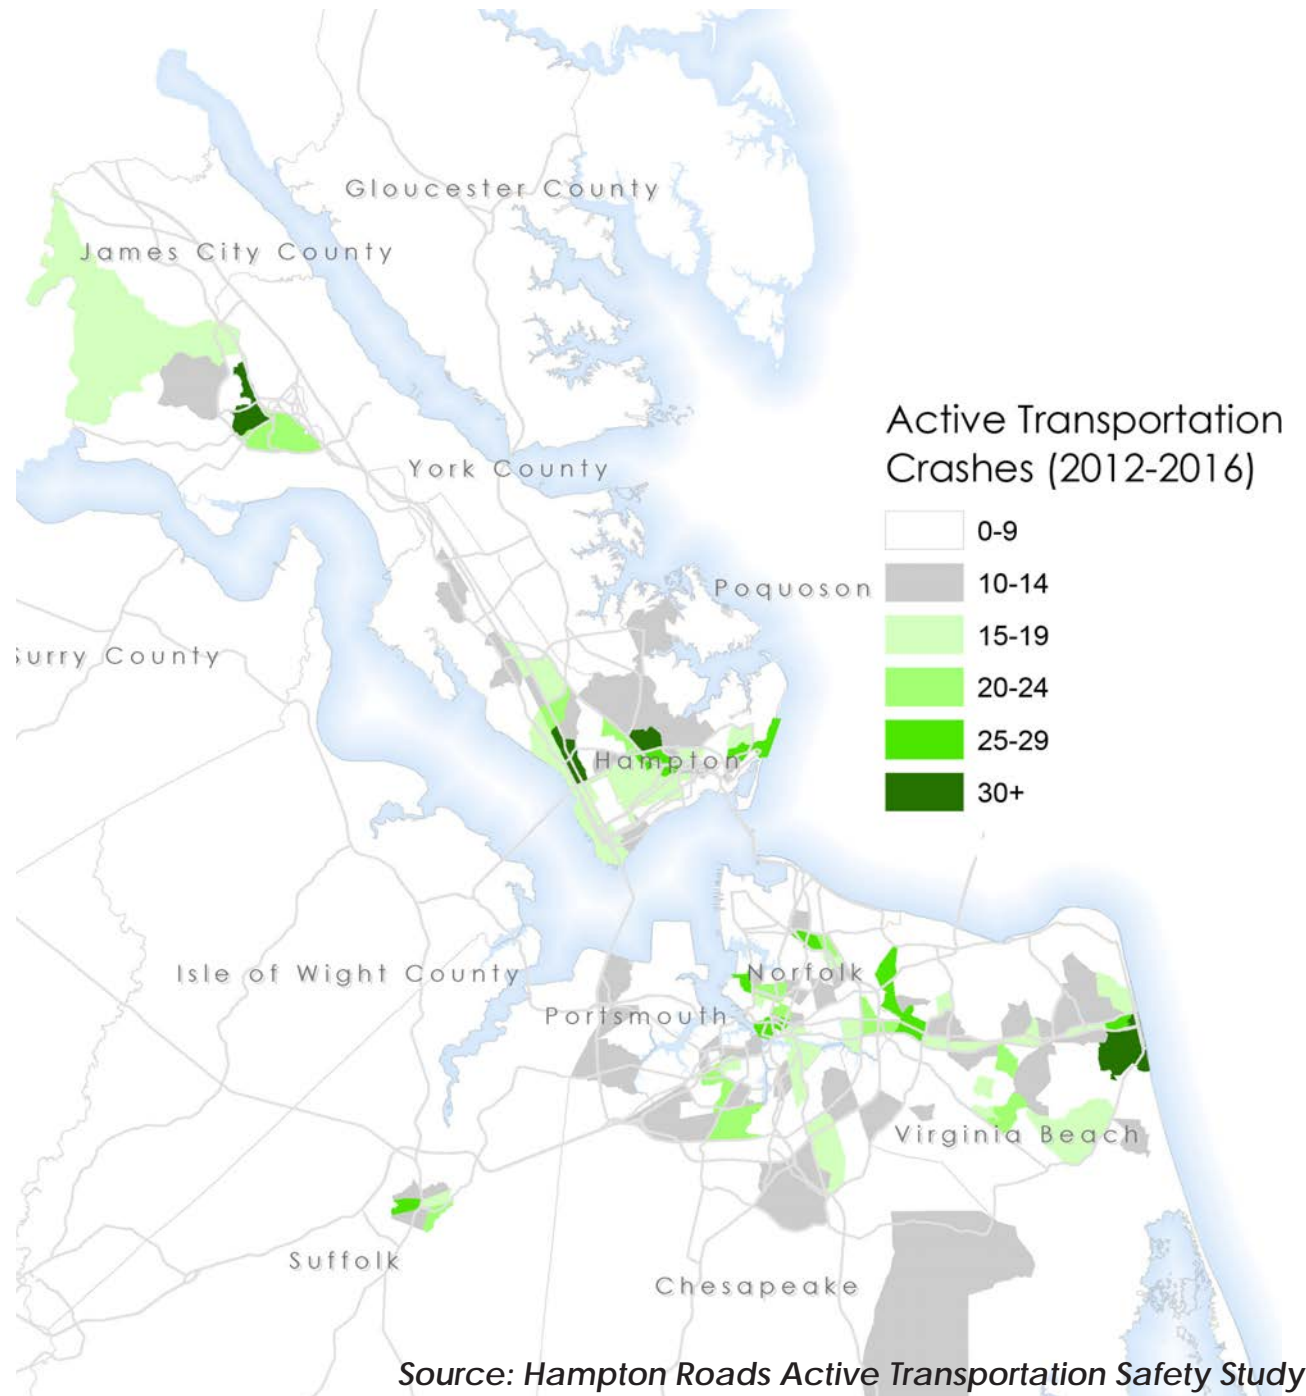 Gloucester County
James City County
Active Transportation
Crashes (2012-2016)
York County
0-9
10-14
Poquoson
15-19
urry County
20-24
25-29
Hampton
30+
Isle of Wight County
Norfolk
Portsmouth
Virginia Beach
Suffolk
Chesapeake
Source: Hampton Roads Active Transportation Safety Study